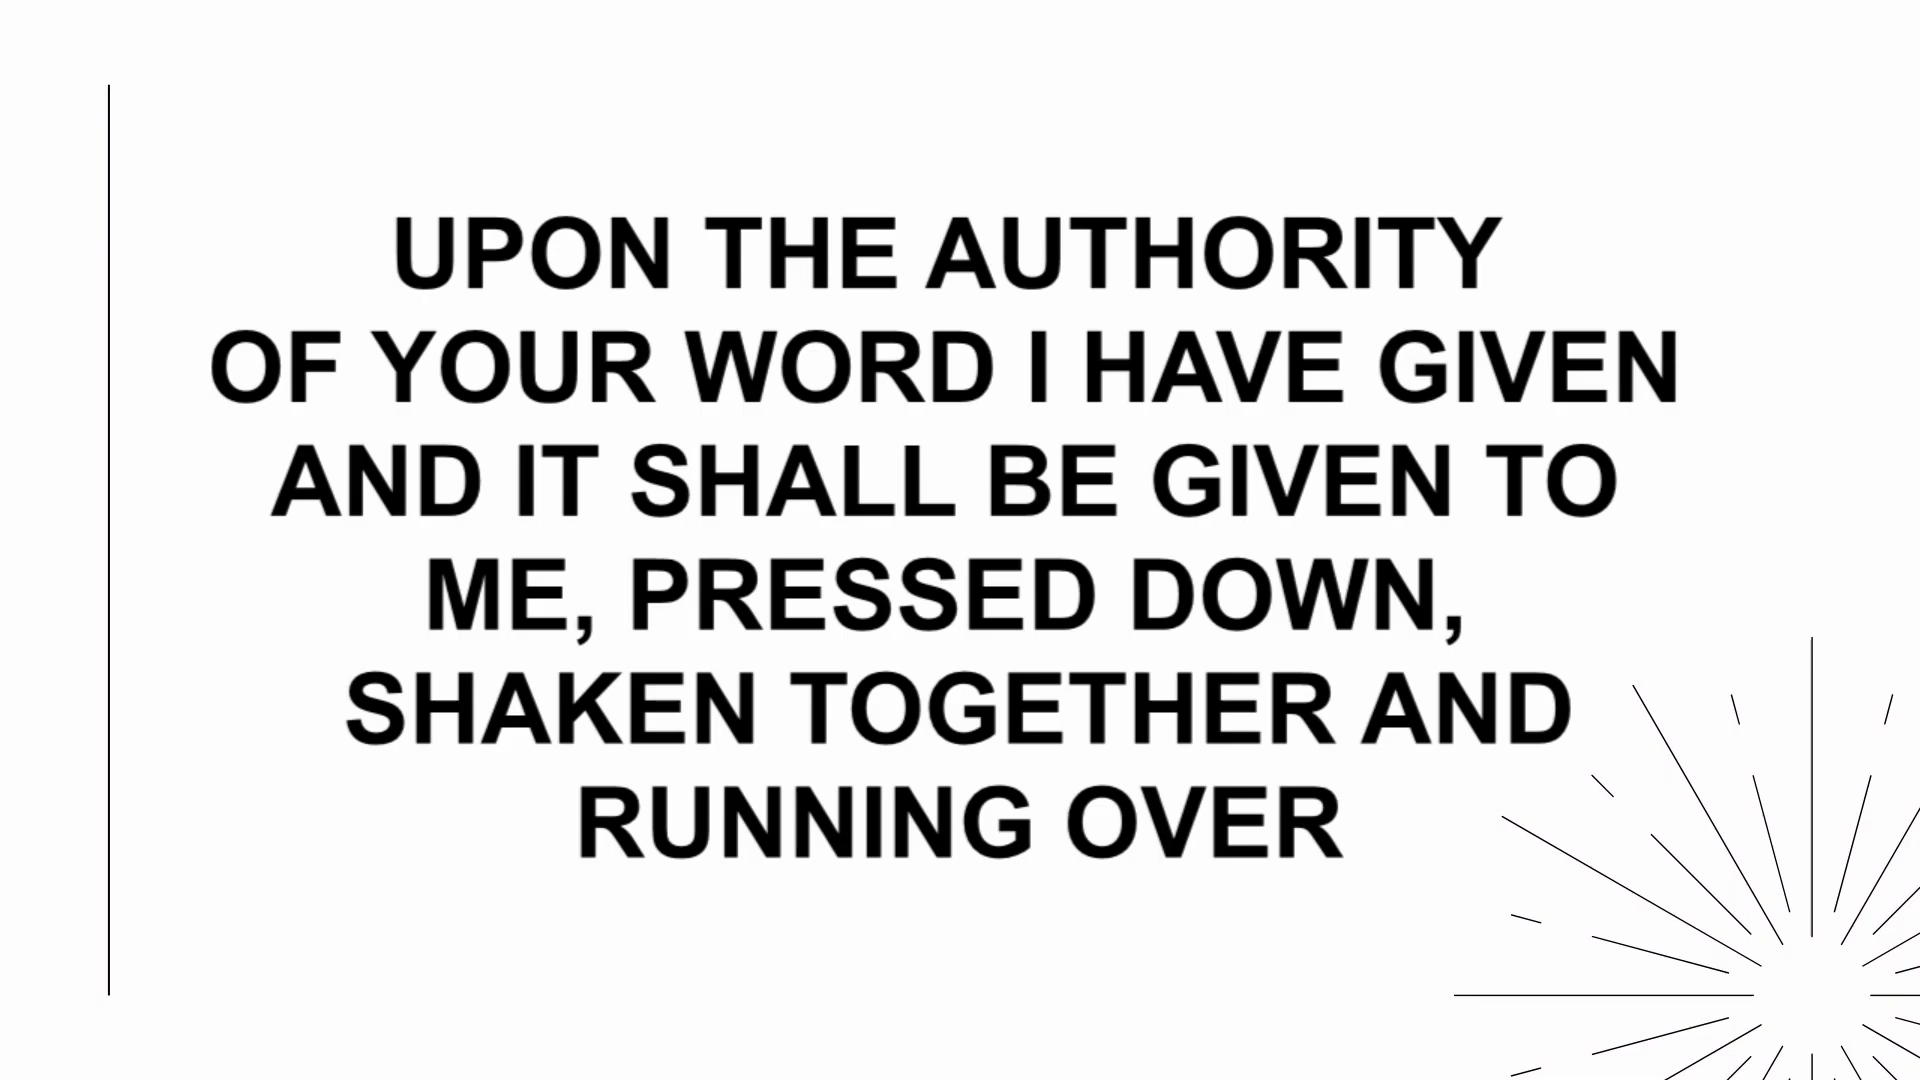 UPON THE AUTHORITY
OF YOUR WORD I HAVE GIVEN
AND IT SHALL BE GIVEN TO
ME, PRESSED DOWN,
SHAKEN TOGETHER AND
RUNNING OVER